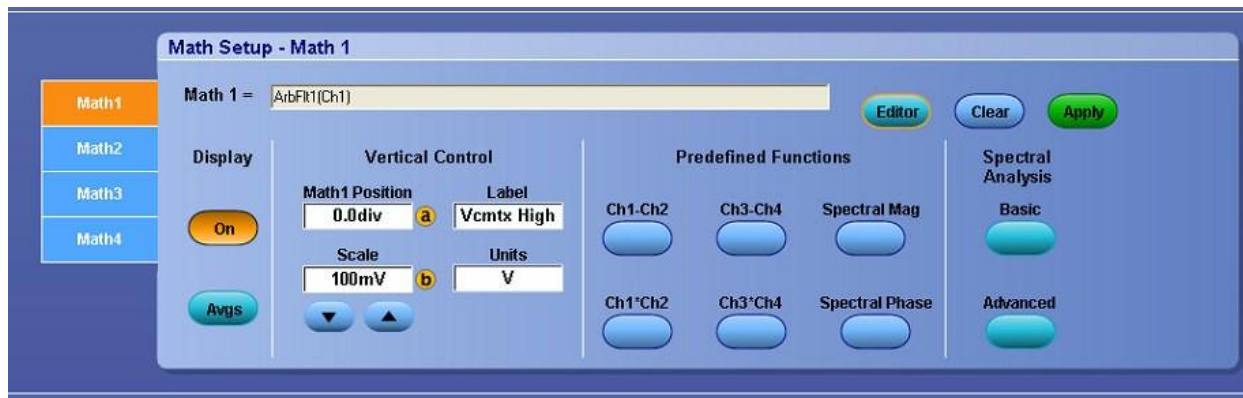 Math Setup - Math 1
Math1
Math2
Math3
Math4
Math 1 = ArbFlt1(Ch1)
Editor
Clear
Apply
Display
On
Avgs
Vertical Control
Math1 Position
0.0div
a
Label
Vcmtx High
Scale
100mV
b
Units
V
Predefined Functions
Ch1-Ch2
Ch3-Ch4
Spectral Mag
Ch1*Ch2
Ch3*Ch4
Spectral Phase
Spectral
Analysis
Basic
Advanced